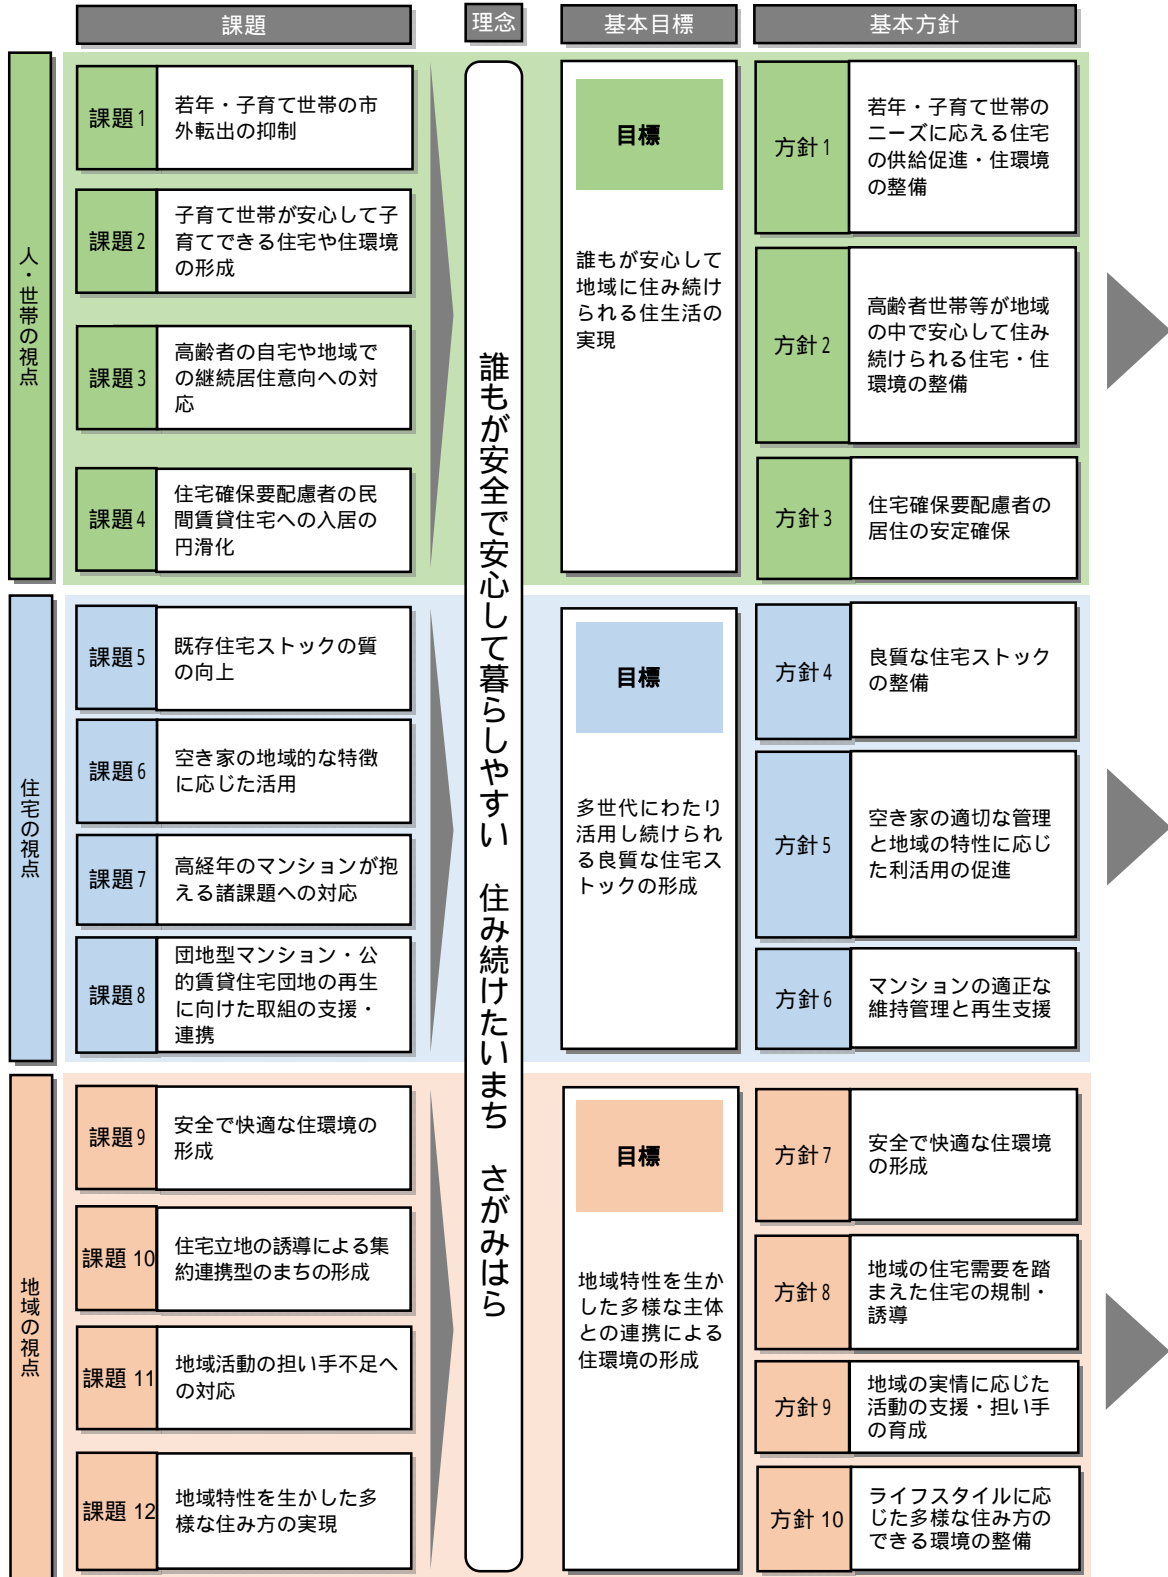 課題
理念
基本目標
基本方針
人・世帯の視点
課題1
若年・子育て世帯の市
外転出の抑制
課題2
子育て世帯が安心して子
育てできる住宅や住環境
の形成
課題3
高齢者の自宅や地域で
の継続居住意向への対
応
課題4
住宅確保要配慮者の民
間賃貸住宅への入居の
円滑化
誰もが安全で安心して暮らしやすい　住み続けたいまち　さがみはら
目標
誰もが安心して
地域に住み続け
られる住生活の
実現
方針1
若年・子育て世帯の
ニーズに応える住宅
の供給促進・住環境
の整備
方針2
高齢者世帯等が地域
の中で安心して住み
続けられる住宅・住
環境の整備
方針3
住宅確保要配慮者の
居住の安定確保
住宅の視点
課題5
既存住宅ストックの質
の向上
課題6
空き家の地域的な特徴
に応じた活用
課題7
高経年のマンションが抱
える諸課題への対応
課題8
団地型マンション・公
的賃貸住宅団地の再生
に向けた取組の支援・
連携
目標
多世代にわたり
活用し続けられ
る良質な住宅ス
トックの形成
方針4
良質な住宅ストック
の整備
方針5
空き家の適切な管理
と地域の特性に応じ
た利活用の促進
方針6
マンションの適正な
維持管理と再生支援
地域の視点
課題9
安全で快適な住環境の
形成
課題 10
住宅立地の誘導による集
約連携型のまちの形成
課題 11
地域活動の担い手不足へ
の対応
課題 12
地域特性を生かした多
様な住み方の実現
目標
地域特性を生か
した多様な主体
との連携による
住環境の形成
方針7
安全で快適な住環境
の形成
方針8
地域の住宅需要を踏
まえた住宅の規制・
誘導
方針9
地域の実情に応じた
活動の支援・担い手
の育成
方針 10
ライフスタイルに応
じた多様な住み方の
できる環境の整備